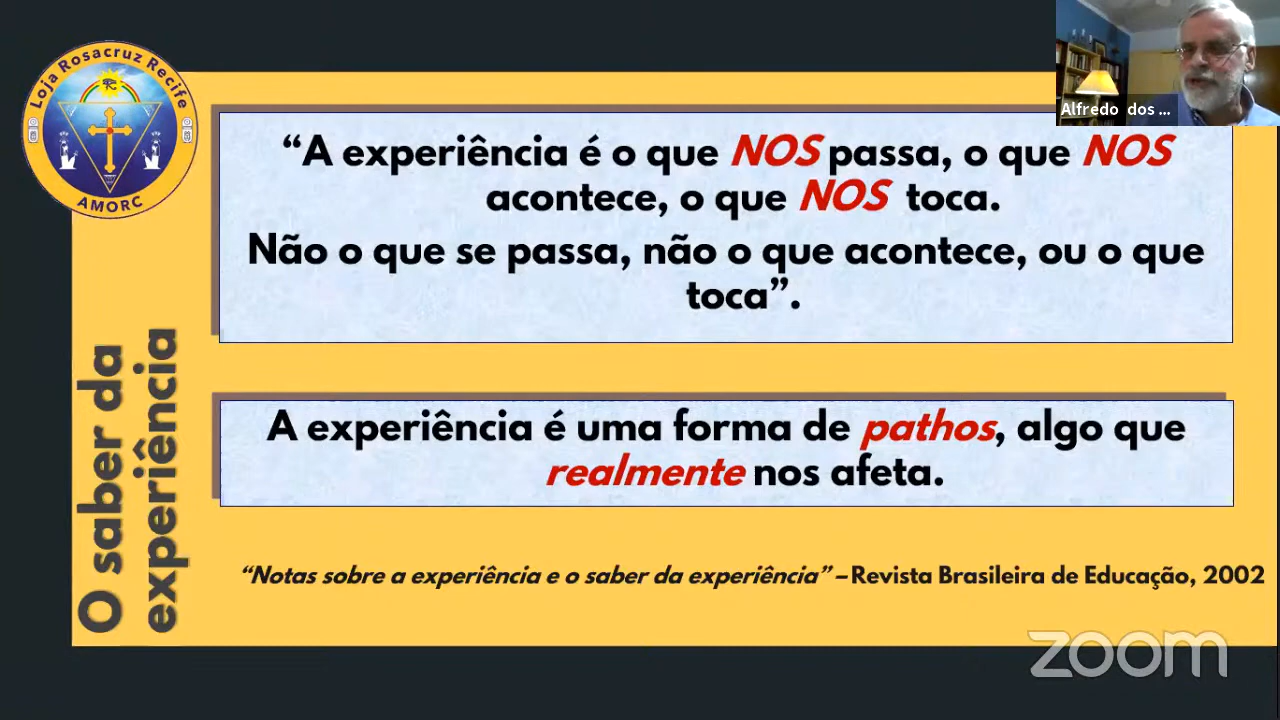 Loja Rosacruz Recife
AMORC
Alfredo dos ...
“A experiência é o que NOS passa, o que NOS
acontece, o que NOS toca.
Não o que se passa, não o que acontece, ou o que
toca”.
O saber da
experiência
A experiência é uma forma de pathos, algo que
realmente nos afeta.
“Notas sobre a experiência e o saber da experiência” – Revista Brasileira de Educação, 2002
zoom